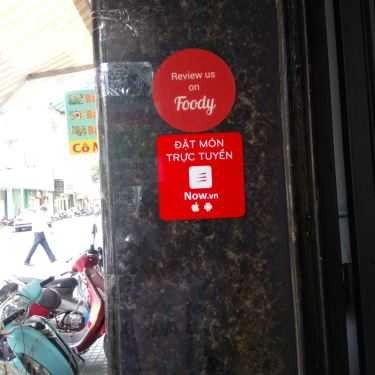 Review us
on
Foody
ĐẶT MÓN
TRỰC TUYẾN
Now.vn